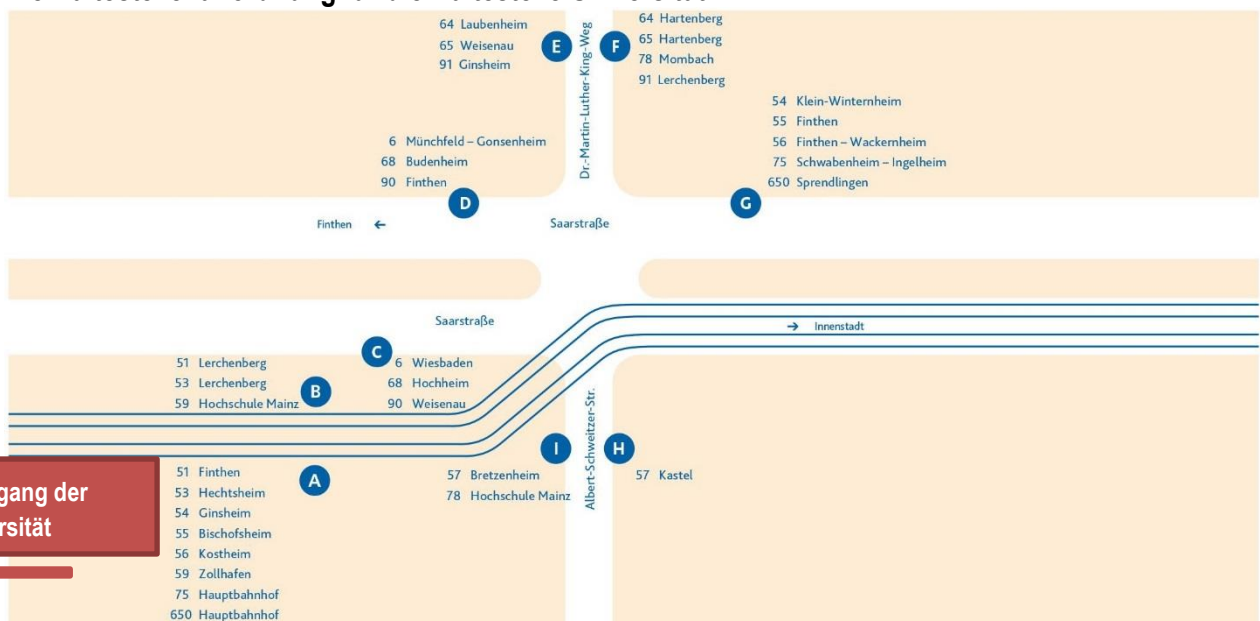 64 Laubenheim
65 Weisenau
91 Ginsheim
E
Dr.-Martin-Luther-King-Weg
F
64 Hartenberg
65 Hartenberg
78 Mombach
91 Lerchenberg
6 Münchfeld – Gonsenheim
68 Budenheim
90 Finthen
D
54 Klein-Winternheim
55 Finthen
56 Finthen – Wackernheim
75 Schwabenheim – Ingelheim
650 Sprendlingen
G
Finthen ←
Saarstraße
Saarstraße
→ Innenstadt
51 Lerchenberg
53 Lerchenberg
59 Hochschule Mainz
B
C
6 Wiesbaden
68 Hochheim
90 Weisenau
Albert-Schweitzer-Str.
I
H
57 Bretzenheim
78 Hochschule Mainz
57 Kastel
gang der
rsität
A
51 Finthen
53 Hechtsheim
54 Ginsheim
55 Bischofsheim
56 Kostheim
59 Zollhafen
75 Hauptbahnhof
650 Hauptbahnhof